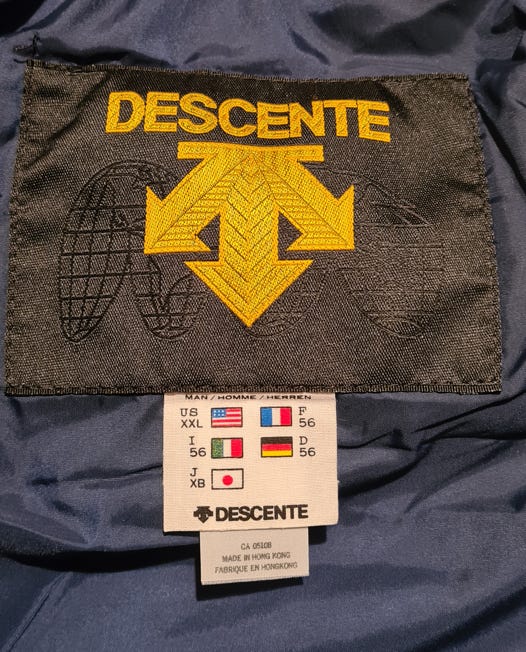 DESCENTE
MAN / HOMME / HERREN
US F
XXL 56
I D
56 56
J
XB
DESCENTE
CA 05108
MADE IN HONG KONG
FABRIQUE EN HONGKONG